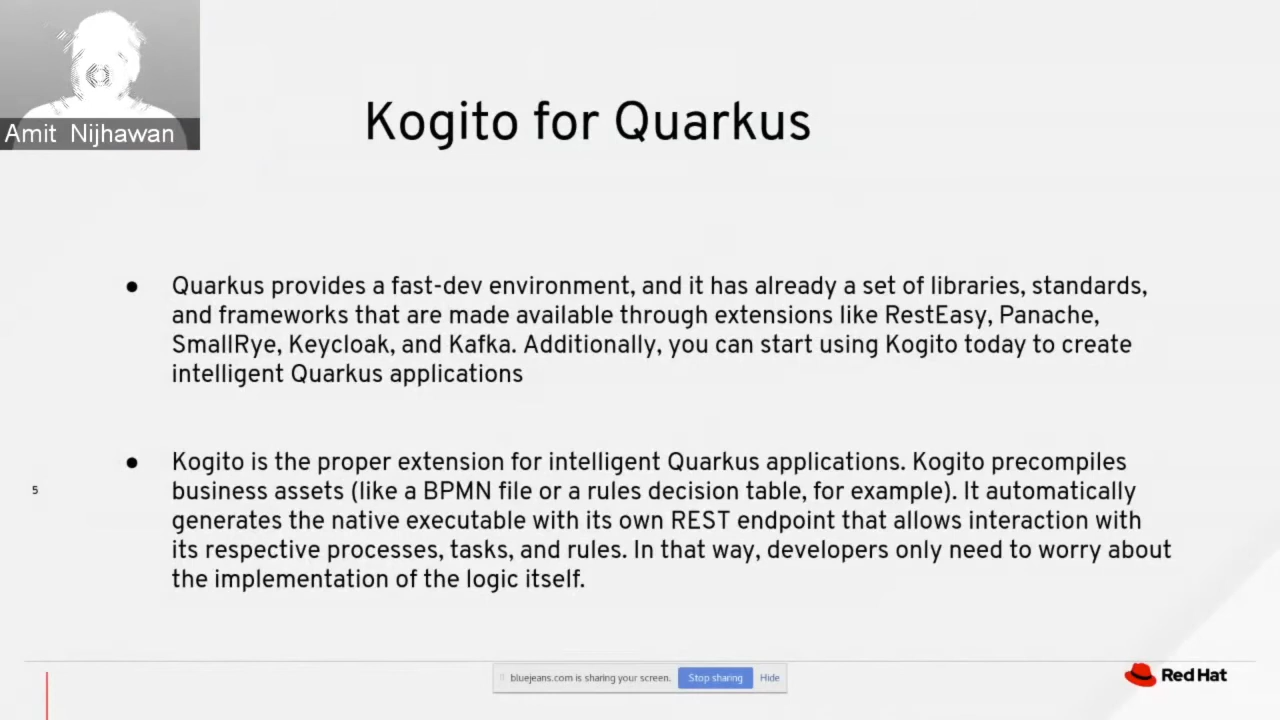 Amit Nijhawan
Kogito for Quarkus
● Quarkus provides a fast-dev environment, and it has already a set of libraries, standards,
and frameworks that are made available through extensions like RestEasy, Panache,
SmallRye, Keycloak, and Kafka. Additionally, you can start using Kogito today to create
intelligent Quarkus applications
● Kogito is the proper extension for intelligent Quarkus applications. Kogito precompiles
business assets (like a BPMN file or a rules decision table, for example). It automatically
generates the native executable with its own REST endpoint that allows interaction with
its respective processes, tasks, and rules. In that way, developers only need to worry about
the implementation of the logic itself.
5
bluejeans.com is sharing your screen. Stop sharing Hide
Red Hat